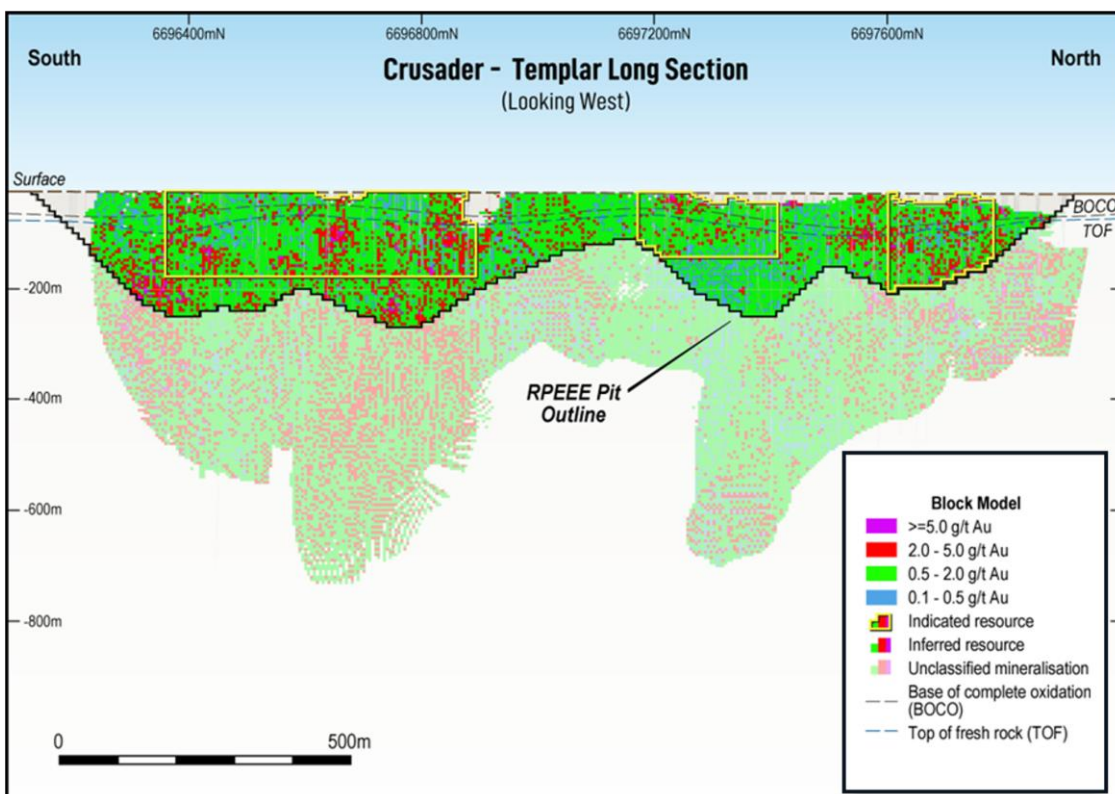 6696400mN 6696800mN 6697200mN 6697600mN
South North
Crusader - Templar Long Section
(Looking West)
Surface
BOCO
TOF
-200m
RPEEE Pit
Outline
-400m
-600m
-800m
0 500m
Block Model
>=5.0 g/t Au
2.0 - 5.0 g/t Au
0.5 - 2.0 g/t Au
0.1 - 0.5 g/t Au
Indicated resource
Inferred resource
Unclassified mineralisation
Base of complete oxidation
(BOCO)
Top of fresh rock (TOF)